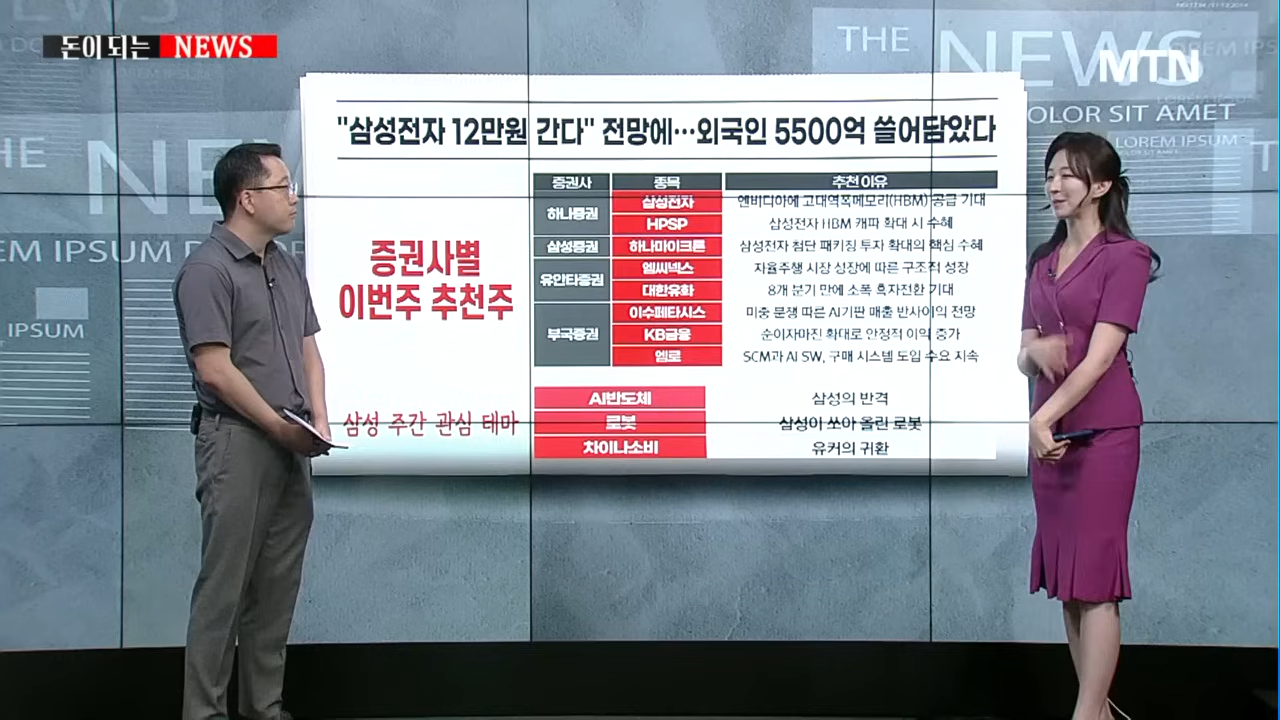 돈이 되는 NEWS
MTN
THE NEWS
DOLOR SIT AMET
LOREM IPSUM
IPSUM
"삼성전자 12만원 간다" 전망에…외국인 5500억 쓸어담았다
증권사별
이번주 추천주
증권사 종목 추천 이유
하나증권 삼성전자 엔비디아에 고대역폭메모리(HBM) 공급 기대
HPSP 삼성전자 HBM 캐파 확대 시 수혜
삼성증권 하나마이크론 삼성전자 첨단 패키징 투자 확대의 핵심 수혜
유안타증권 엠씨넥스 자율주행 시장 성장에 따른 구조적 성장
대한유화 8개 분기 만에 소폭 흑자전환 기대
부국증권 이수페타시스 미중 분쟁 따른 AI기판 매출 반사이익 전망
KB금융 순이자마진 확대로 안정적 이익 증가
엠로 SCM과 AI SW, 구매 시스템 도입 수요 지속
삼성 주간 관심 테마
AI반도체 삼성의 반격
로봇 삼성이 쏘아 올린 로봇
차이나소비 유커의 귀환